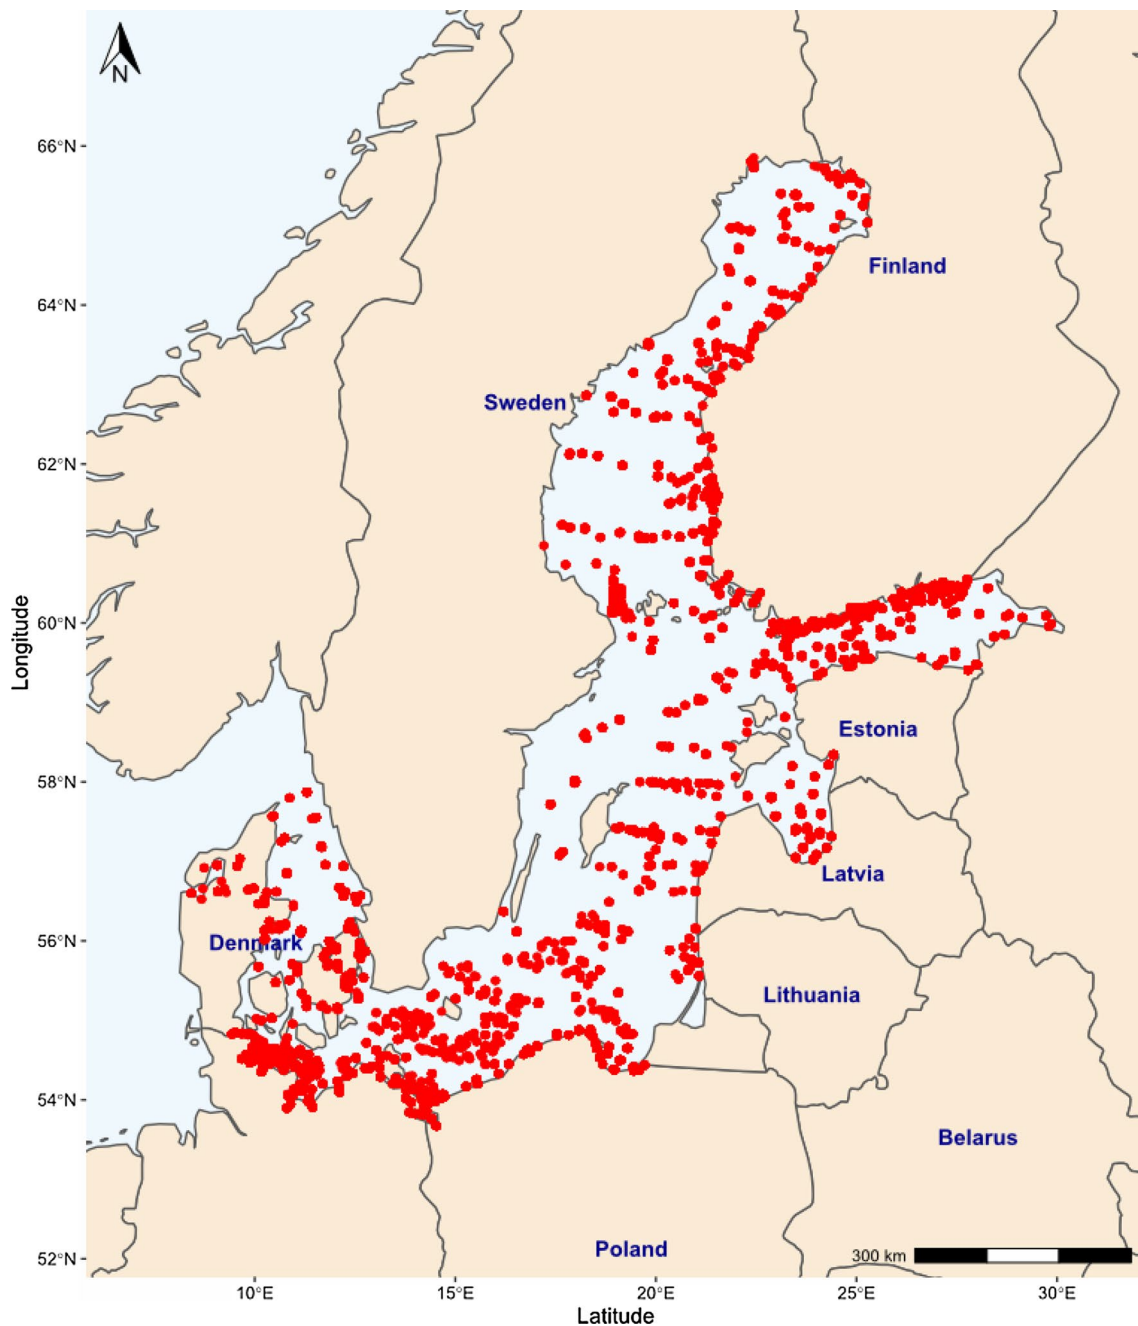 N
66°N
Finland
64°N
Sweden
62°N
60°N
Longitude
Estonia
58°N
Latvia
Denmark
56°N
Lithuania
54°N
Belarus
Poland
300 km
52°N
10°E 15°E 20°E 25°E 30°E
Latitude